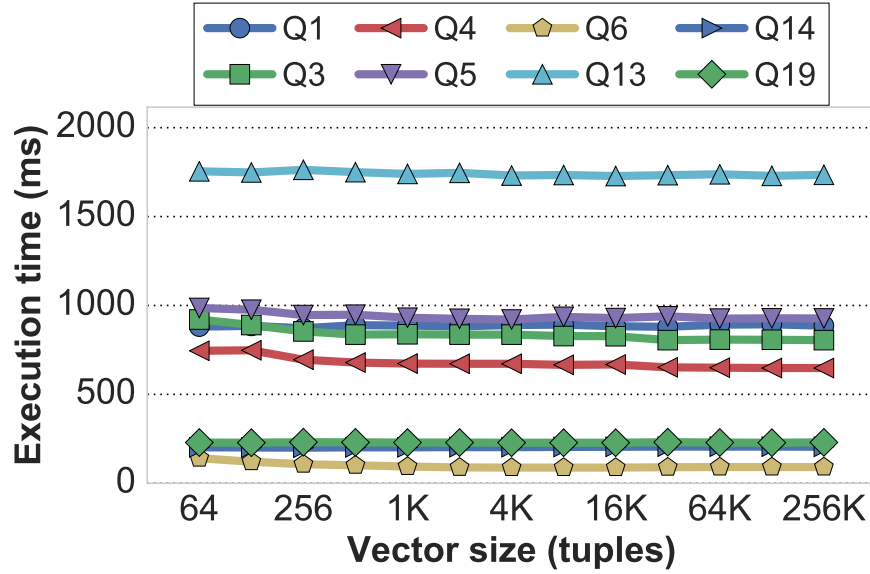 Q1 Q4 Q6 Q14
Q3 Q5 Q13 Q19
Execution time (ms)
2000
1500
1000
500
0
64 256 1K 4K 16K 64K 256K
Vector size (tuples)